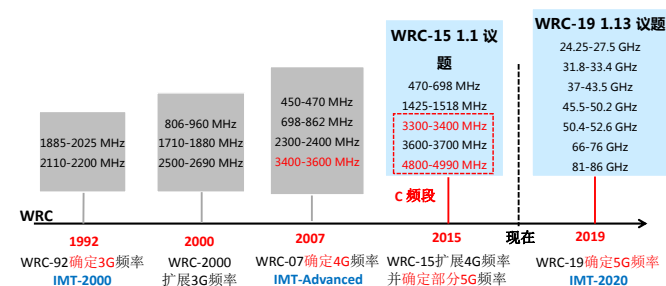 WRC-15 1.1 议
题
470-698 MHz
1425-1518 MHz
3300-3400 MHz
3600-3700 MHz
4800-4990 MHz
WRC-19 1.13 议题
24.25-27.5 GHz
31.8-33.4 GHz
37-43.5 GHz
45.5-50.2 GHz
50.4-52.6 GHz
66-76 GHz
81-86 GHz
450-470 MHz
698-862 MHz
2300-2400 MHz
3400-3600 MHz
806-960 MHz
1710-1880 MHz
2500-2690 MHz
1885-2025 MHz
2110-2200 MHz
C 频段
WRC
1992
2000
2007
2015
现在
2019
WRC-92确定3G频率
IMT-2000
WRC-2000
扩展3G频率
WRC-07确定4G频率
IMT-Advanced
WRC-15扩展4G频率
并确定部分5G频率
WRC-19确定5G频率
IMT-2020